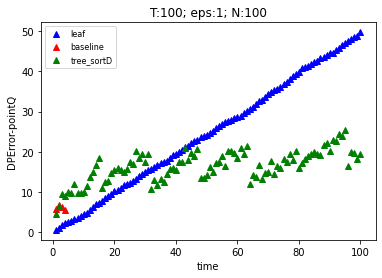 T:100; eps:1; N:100
leaf
baseline
tree_sortD
DPError-pointQ
50
40
30
20
10
0
0 20 40 60 80 100
time